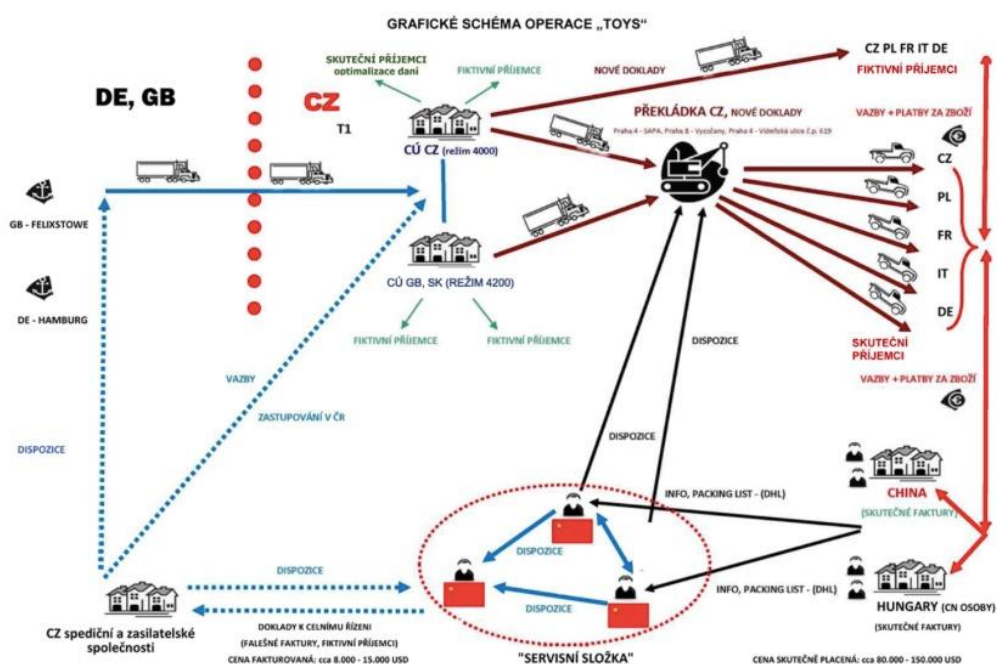 GRAFICKÉ SCHÉMA OPERACE „TOYS“
DE, GB
CZ
T1
SKUTEČNÍ PŘÍJEMCI
optimalizace daní
FIKTIVNÍ PŘÍJEMCE
NOVÉ DOKLADY
CZ PL FR IT DE
FIKTIVNÍ PŘÍJEMCI
CÚ CZ (režim 4000)
PŘEKLÁDKA CZ, NOVÉ DOKLADY
Praha 4 - SAPA, Praha 8 - Vysočany, Praha 4 - Vídeňská ulice č.p. 619
VAZBY + PLATBY ZA ZBOŽÍ
CZ
PL
FR
IT
DE
GB - FELIXSTOWE
DE - HAMBURG
CÚ GB, SK (REŽIM 4200)
FIKTIVNÍ PŘÍJEMCE
FIKTIVNÍ PŘÍJEMCE
SKUTEČNÍ
PŘÍJEMCI
DISPOZICE
VAZBY + PLATBY ZA ZBOŽÍ
VAZBY
ZASTUPOVÁNÍ V ČR
DISPOZICE
DISPOZICE
INFO, PACKING LIST - (DHL)
CHINA
(SKUTEČNÉ FAKTURY)
DISPOZICE
DISPOZICE
DISPOZICE
INFO, PACKING LIST - (DHL)
HUNGARY (CN OSOBY)
(SKUTEČNÉ FAKTURY)
CZ spediční a zasilatelské
společnosti
DOKLADY K CELNÍMU ŘÍZENI
(FALEŠNÉ FAKTURY, FIKTIVNÍ PŘÍJEMCI)
CENA FAKTUROVANÁ: cca 8.000 - 15.000 USD
"SERVISNÍ SLOŽKA"
CENA SKUTEČNĚ PLACENÁ: cca 80.000 - 150.000 USD